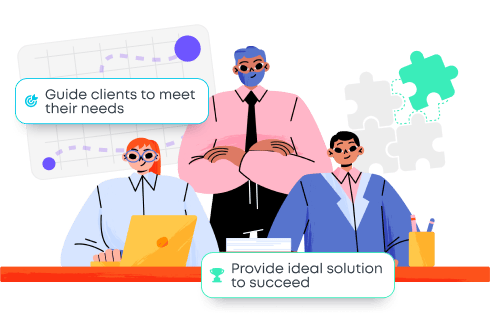 Guide clients to meet
their needs
Provide ideal solution
to succeed